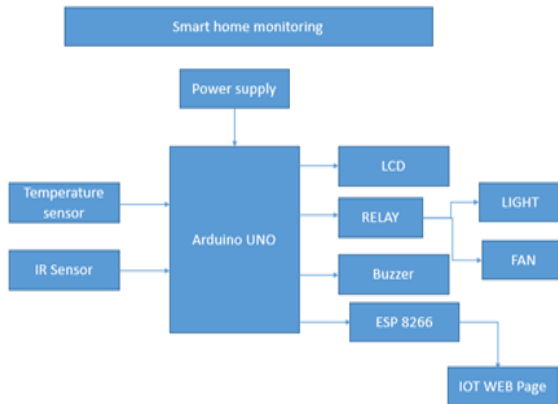 Smart home monitoring
Power supply
LCD
Temperature
sensor
LIGHT
RELAY
Arduino UNO
FAN
IR Sensor
Buzzer
ESP 8266
IOT WEB Page